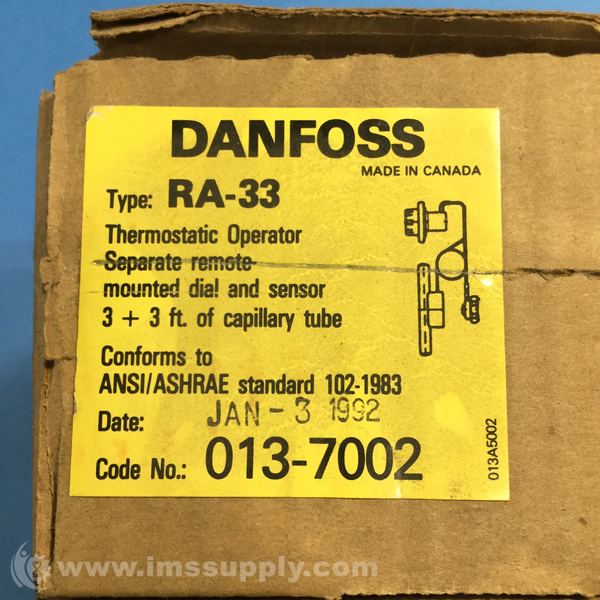 DANFOSS
MADE IN CANADA
Type: RA-33
Thermostatic Operator
Separate remote
mounted dial and sensor
3 + 3 ft. of capillary tube
Conforms to
ANSI/ASHRAE standard 102-1983
Date: JAN - 3 1992
Code No.: 013-7002
013A5002
www.imssupply.com